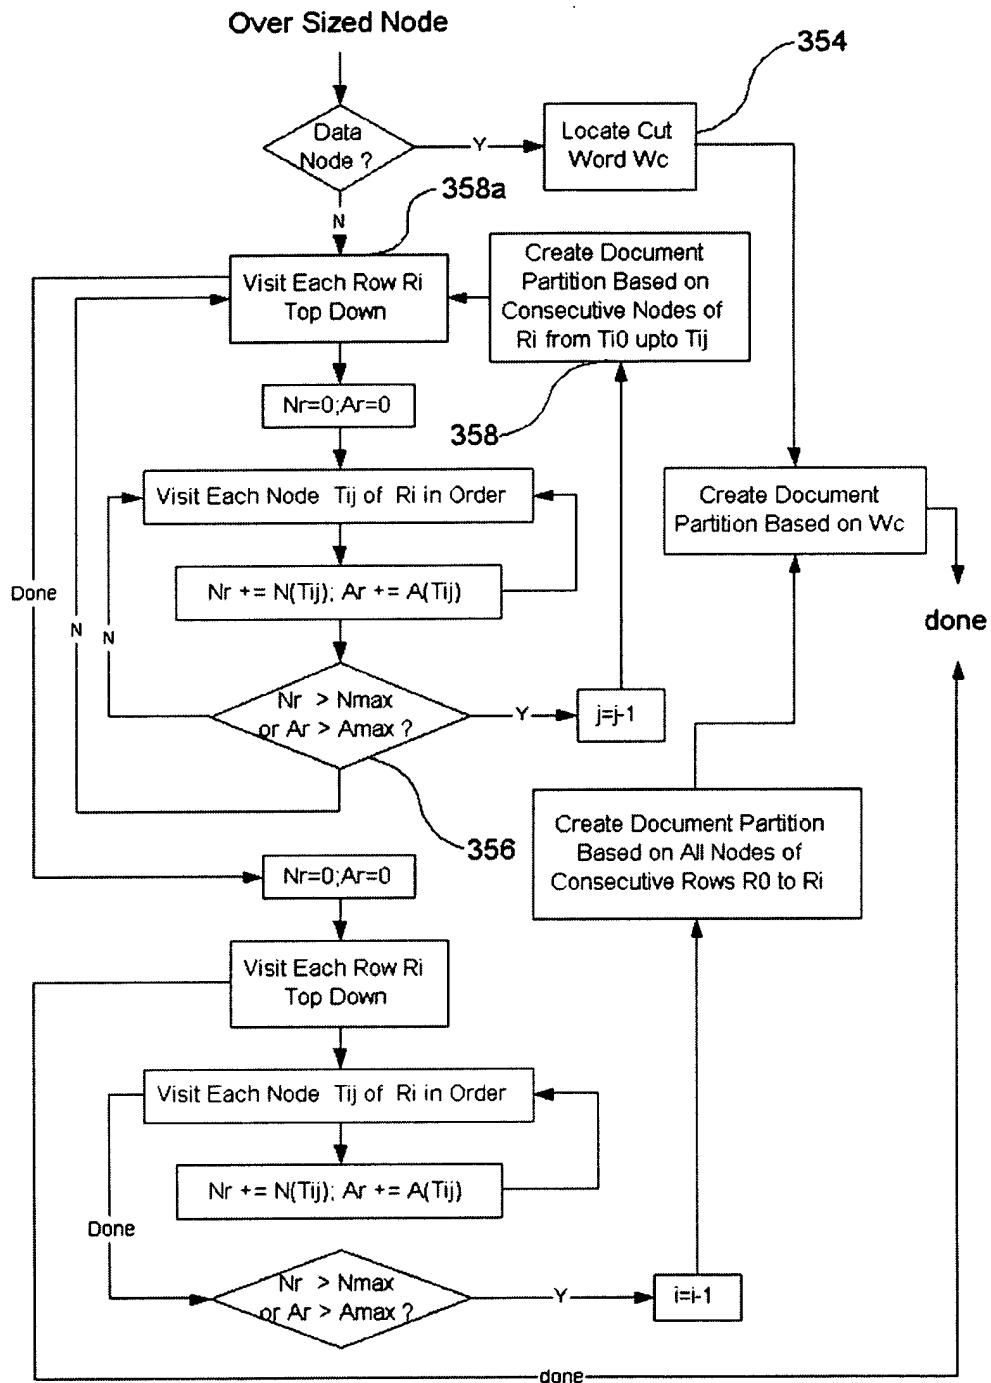 Over Sized Node
354
Data
Node ?
Y
Locate Cut
Word Wc
358a
N
Visit Each Row Ri
Top Down
Create Document
Partition Based on
Consecutive Nodes of
Ri from Ti0 upto Tij
Nr=0;Ar=0
358
Visit Each Node Tij of Ri in Order
Create Document
Partition Based on Wc
Done
Nr += N(Tij); Ar += A(Tij)
done
N
N
Nr > Nmax
or Ar > Amax ?
Y
j=j-1
356
Create Document Partition
Based on All Nodes of
Consecutive Rows R0 to Ri
Nr=0;Ar=0
Visit Each Row Ri
Top Down
Visit Each Node Tij of Ri in Order
Nr += N(Tij); Ar += A(Tij)
Done
Nr > Nmax
or Ar > Amax ?
Y
i=i-1
done